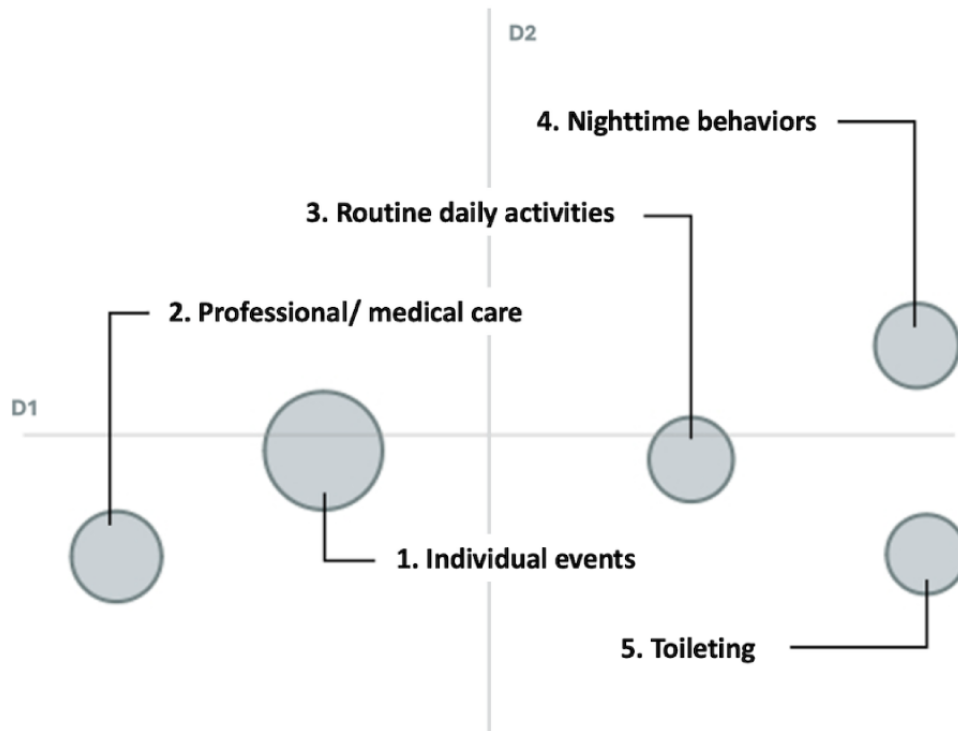 D2
4. Nighttime behaviors
3. Routine daily activities
2. Professional/ medical care
D1
1. Individual events
5. Toileting